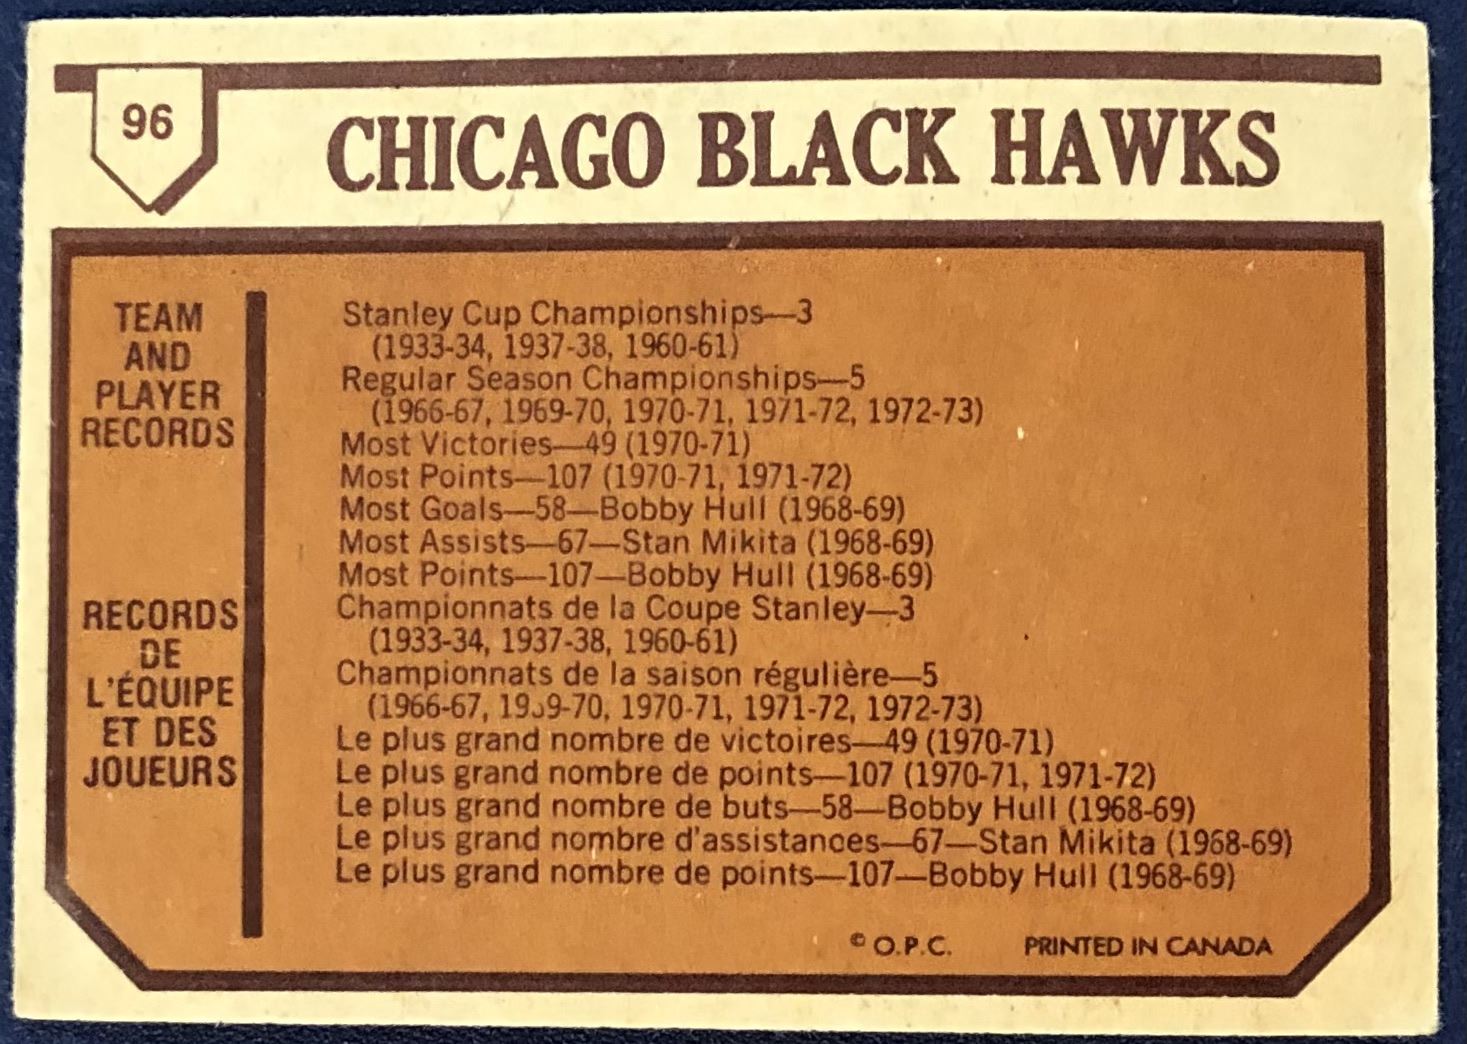 96
CHICAGO BLACK HAWKS
TEAM
AND
PLAYER
RECORDS
Stanley Cup Championships—3
(1933-34, 1937-38, 1960-61)
Regular Season Championships—5
(1966-67, 1969-70, 1970-71, 1971-72, 1972-73)
Most Victories—49 (1970-71)
Most Points—107 (1970-71, 1971-72)
Most Goals—58—Bobby Hull (1968-69)
Most Assists—67—Stan Mikita (1968-69)
Most Points—107—Bobby Hull (1968-69)
RECORDS
DE
L'ÉQUIPE
ET DES
JOUEURS
Championnats de la Coupe Stanley—3
(1933-34, 1937-38, 1960-61)
Championnats de la saison régulière—5
(1966-67, 1969-70, 1970-71, 1971-72, 1972-73)
Le plus grand nombre de victoires—49 (1970-71)
Le plus grand nombre de points—107 (1970-71, 1971-72)
Le plus grand nombre de buts—58—Bobby Hull (1968-69)
Le plus grand nombre d'assistances—67—Stan Mikita (1968-69)
Le plus grand nombre de points—107—Bobby Hull (1968-69)
© O.P.C. PRINTED IN CANADA